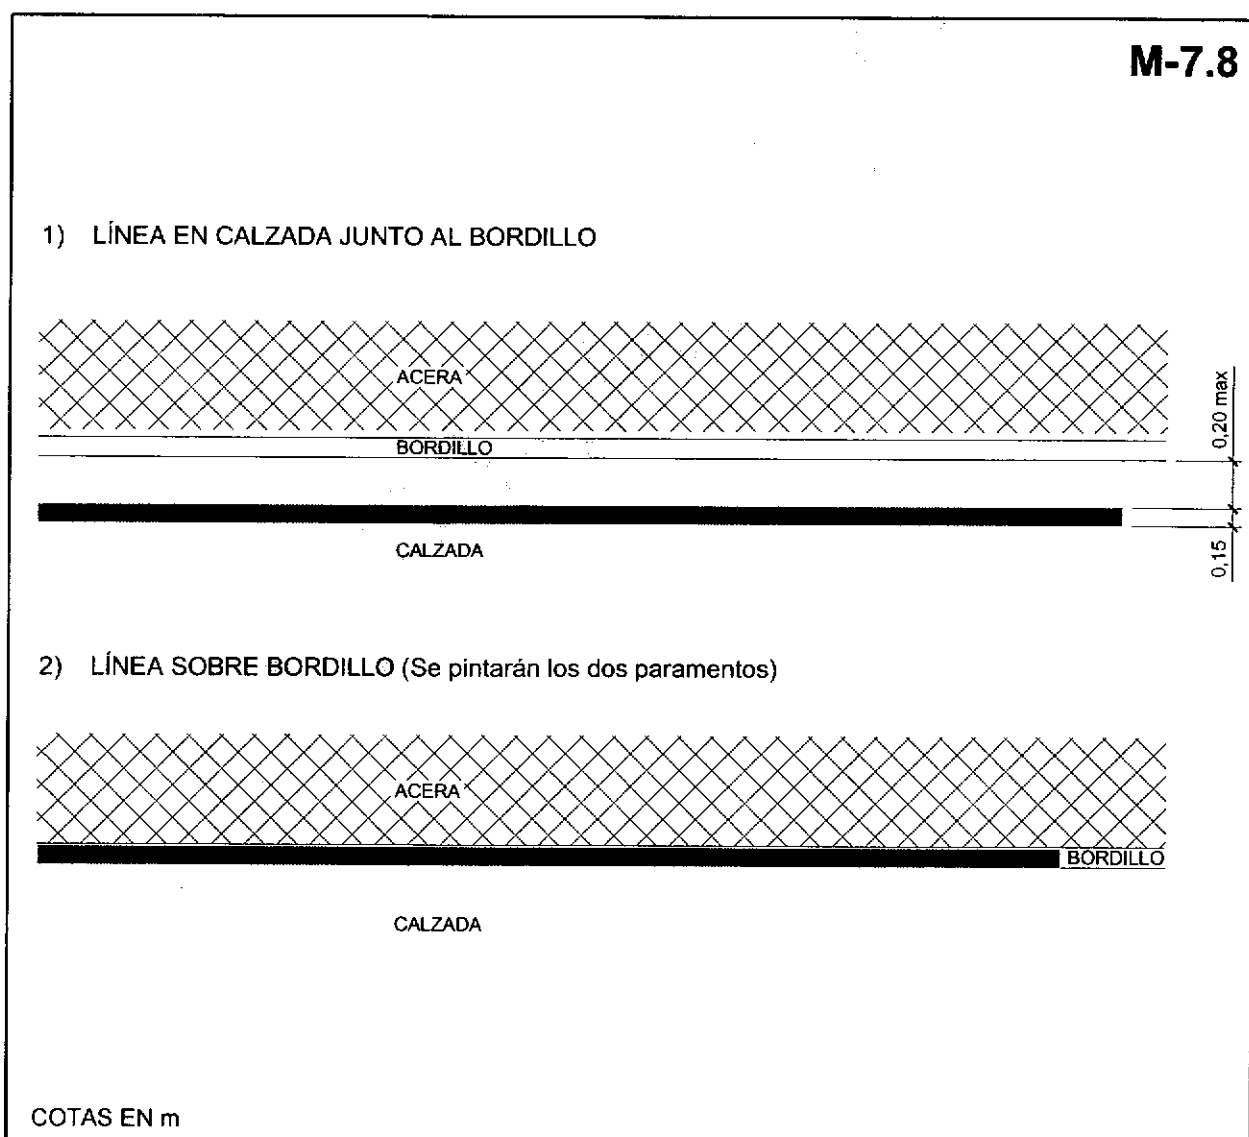 M-7.8
1) LÍNEA EN CALZADA JUNTO AL BORDILLO
ACERA
BORDILLO
0,20 max
CALZADA
0,15
2) LÍNEA SOBRE BORDILLO (Se pintarán los dos paramentos)
ACERA
BORDILLO
CALZADA
COTAS EN m